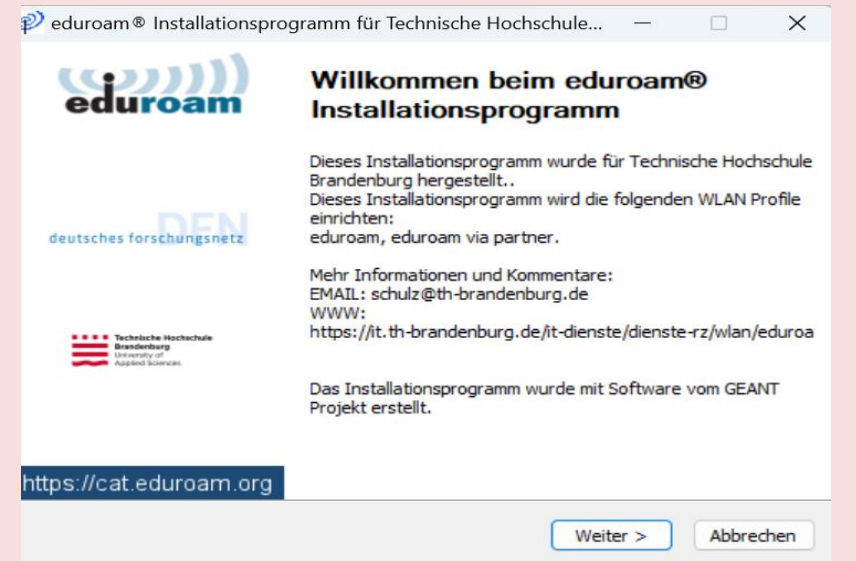 eduroam® Installationsprogramm für Technische Hochschule...
eduroam
deutsches forschungsnetz
DFN
Technische Hochschule
Brandenburg
University of
Applied Sciences
https://cat.eduroam.org
Willkommen beim eduroam®
Installationsprogramm
Dieses Installationsprogramm wurde für Technische Hochschule
Brandenburg hergestellt..
Dieses Installationsprogramm wird die folgenden WLAN Profile
einrichten:
eduroam, eduroam via partner.
Mehr Informationen und Kommentare:
EMAIL: schulz@th-brandenburg.de
WWW:
https://it.th-brandenburg.de/it-dienste/dienste-rz/wlan/eduroa
Das Installationsprogramm wurde mit Software vom GEANT
Projekt erstellt.
Weiter >
Abbrechen